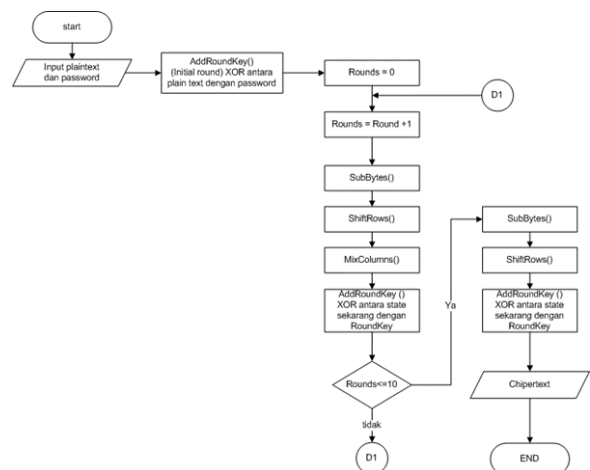 start
Input plaintext
dan password
AddRoundKey()
(Initial round) XOR antara
plain text dengan password
Rounds = 0
D1
Rounds = Round +1
SubBytes()
ShiftRows()
MixColumns()
AddRoundKey ()
XOR antara state
sekarang dengan
RoundKey
Rounds<=10
tidak
D1
Ya
SubBytes()
ShiftRows()
AddRoundKey ()
XOR antara state
sekarang dengan
RoundKey
Chipertext
END